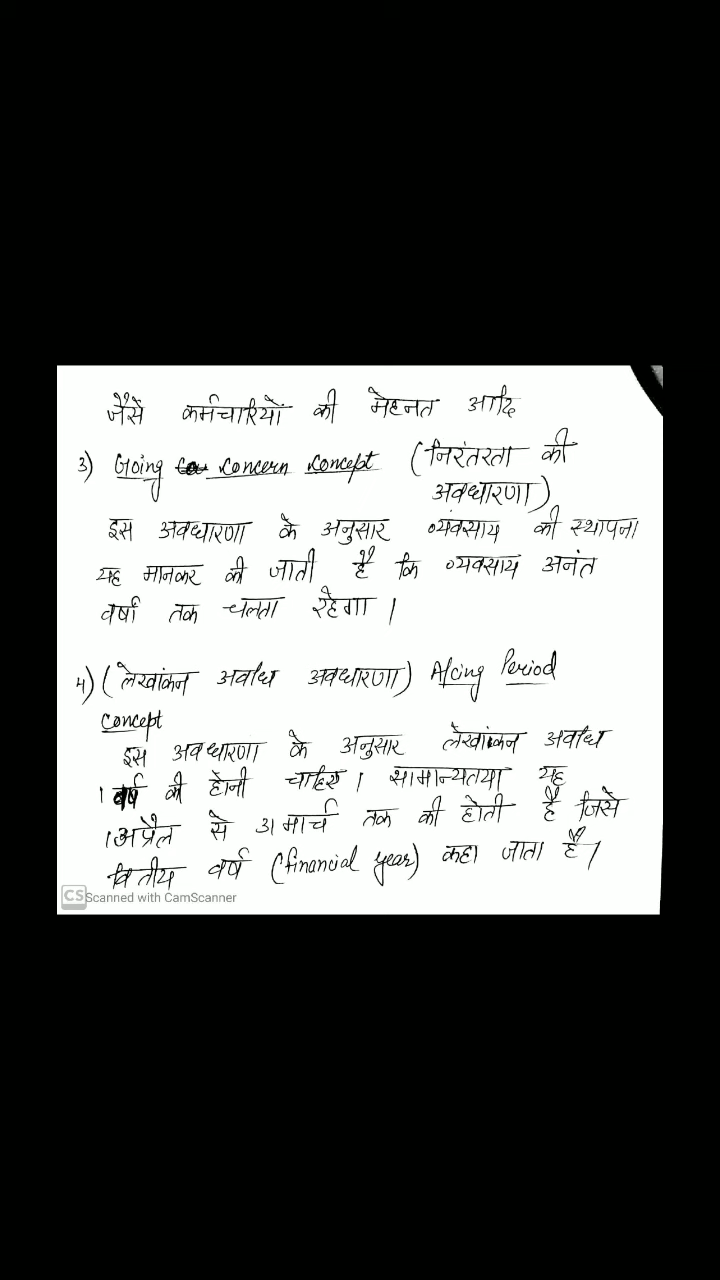 जैसे कर्मचारियों की मेहनत आदि
3) Going concern concept (निरंतरता की
अवधारणा)
इस अवधारणा के अनुसार व्यवसाय की स्थापना
यह मानकर की जाती है कि व्यवसाय अनंत
वर्षों तक चलता रहेगा।
4) (लेखांकन अवधि अवधारणा) A/cing Period
concept
इस अवधारणा के अनुसार लेखांकन अवधि
1 वर्ष की होनी चाहिए। सामान्यतया यह
1 अप्रैल से 31 मार्च तक की होती है जिसे
वित्तीय वर्ष (financial year) कहा जाता है।
CS Scanned with CamScanner